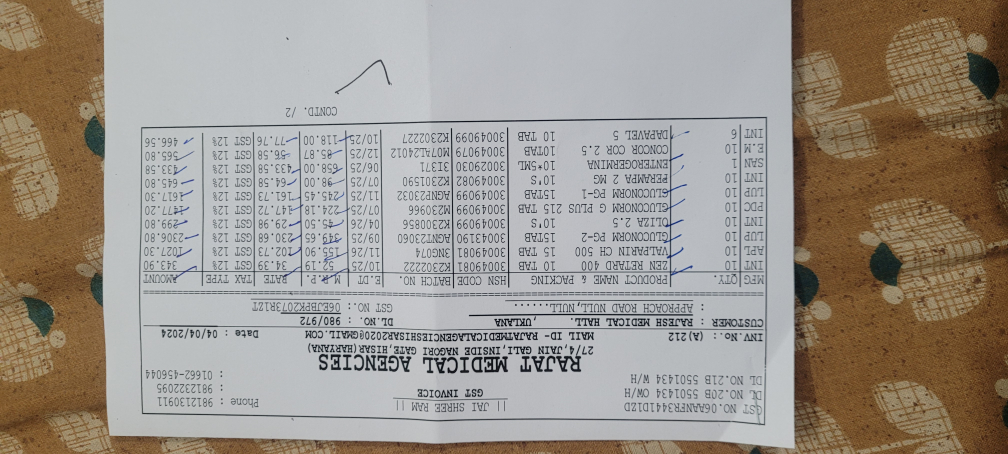 || JAI SHREE RAM ||
GST INVOICE
GST NO.06AANFR3441D1ZD
DL NO.20B 5501434 OW/H
DL NO.21B 5501434 W/H
Phone : 9812130911
: 9812322095
: 01662-456044
RAJAT MEDICAL AGENCIES
27/4, JAIN GALI, INSIDE NAGORI GATE,HISAR(HARYANA)
MAIL ID- RAJATMEDICALAGENCIESHISAR2020@GMAIL.COM
INV.No.: (A)212 Date : 04/04/2024
CUSTOMER : RAJESH MEDICAL HALL. , UKLANA, DL.NO. : 980/972
: APPROACH ROAD NULL,NULL....... GST NO.:
MFG QTY. PRODUCT NAME & PACKING HSN CODE BATCH NO. E.DT M.R.P. RATE TAX TYPE AMOUNT
INT 10 ZEN RETARD 400 10 TAB 30049081 K2302222 10/25 52.19 34.39 GST 12% 343.90
APL 10 VALPARIN CH 500 15 TAB 30049081 3NG074 11/26 155.90 102.73 GST 12% 1027.30
LUP 10 GLUCONORM PG-2 15TAB 30043190 AGNT23060 09/25 349.65 230.68 GST 12% 2306.80
INT 10 OLIZA 2.5 10'S K2300856 04/26 45.50 29.98 GST 12% 299.80
PDC 10 GLUCONORM G PLUS 2 15 TAB 30049099 M230966 07/25 224.18 147.72 GST 12% 1477.20
LUP 10 GLUCONORM PG-1 15TAB 30049099 AGNP23032 11/25 245.45 161.73 GST 12% 1617.30
INT 10 PERAMPA 2 MG 10'S 30049082 K2301590 07/25 98.00 64.58 GST 12% 645.80
SAN 1 ENTEROGERMINA 10*5ML 30029030 31371 06/25 658.00 433.58 GST 12% 433.58
E.M 10 CONCOR COR 2.5 10TAB 30049079 M07AL24012 12/25 85.87 56.58 GST 12% 565.80
INT 6 DAPAVEL 5 10 TAB 30049099 K2302227 10/25 118.00 77.76 GST 12% 466.56
CONTD. /2